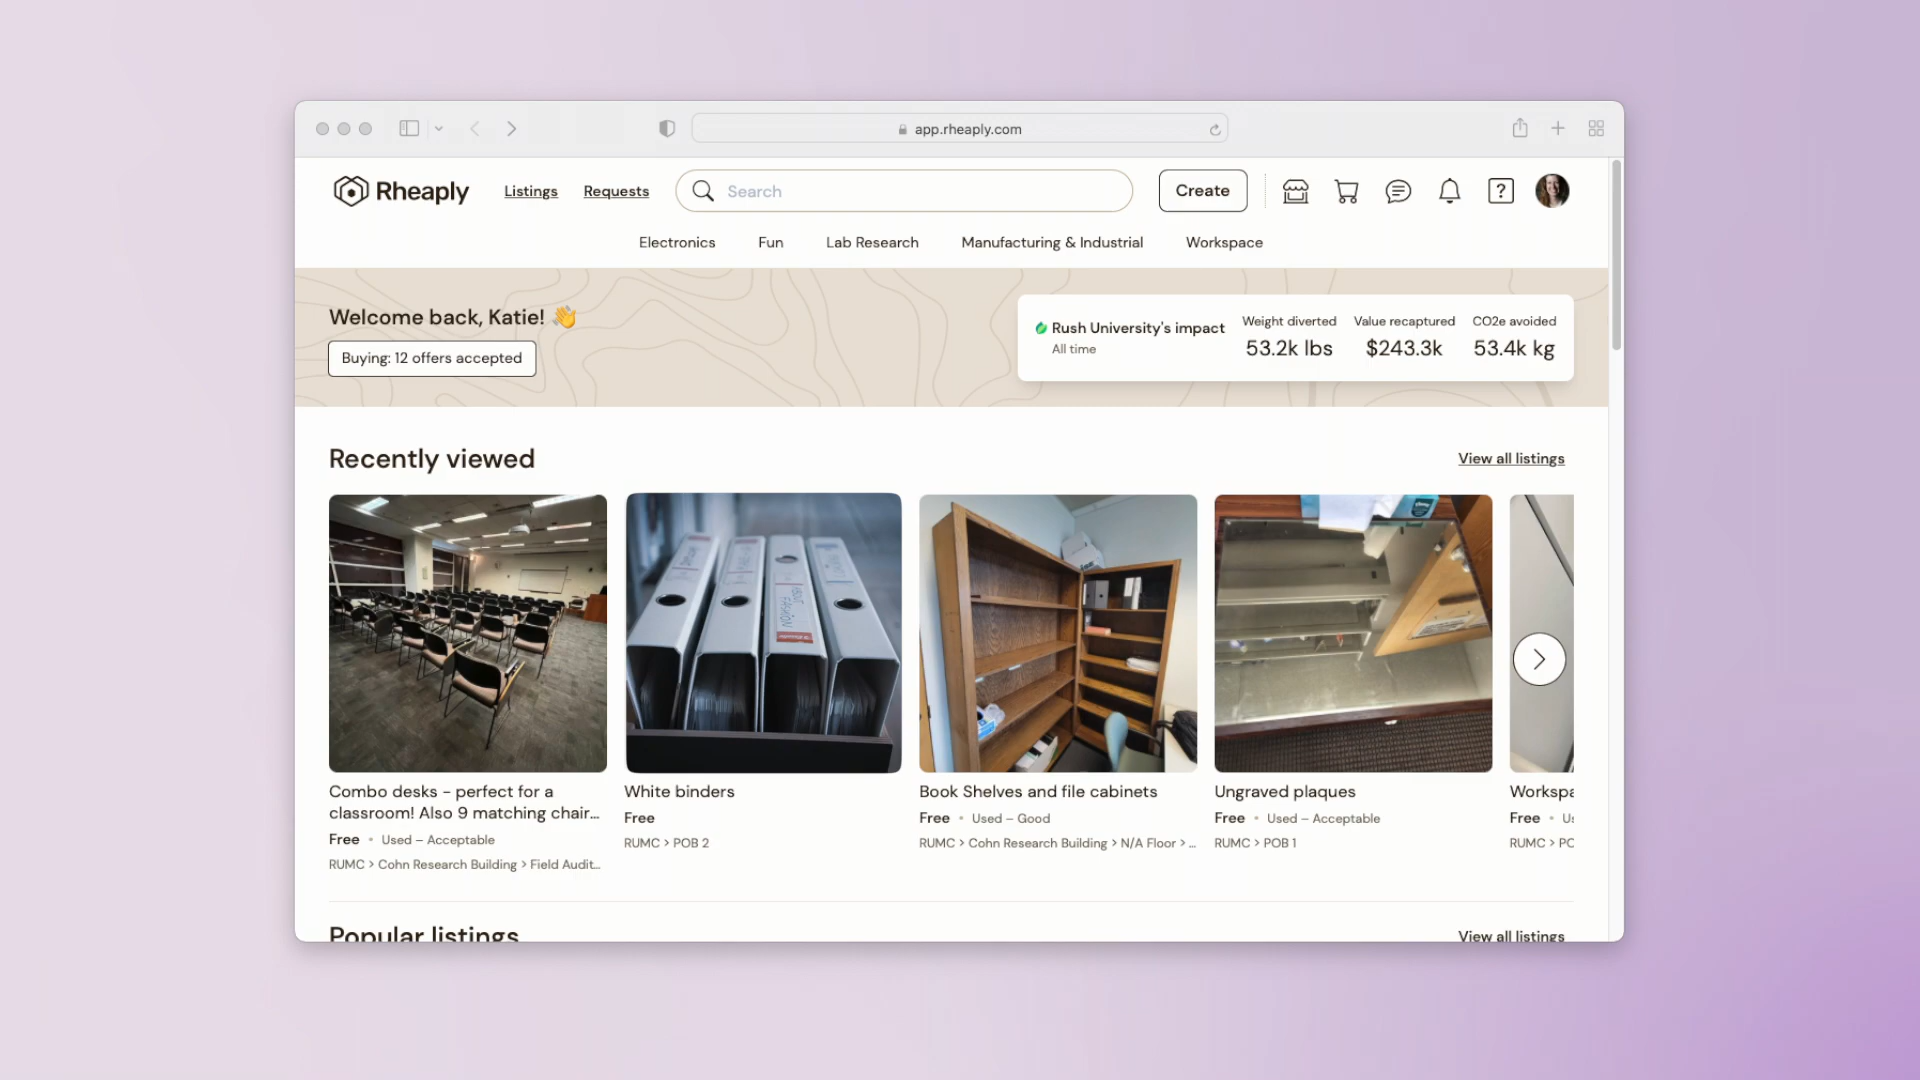 app.rheaply.com
Rheaply
Listings
Requests
Search
Create
?
Electronics
Fun
Lab Research
Manufacturing & Industrial
Workspace
Welcome back, Katie! 👋
Buying: 12 offers accepted
Rush University's impact
All time
Weight diverted
53.2k lbs
Value recaptured
$243.3k
CO2e avoided
53.4k kg
Recently viewed
View all listings
Combo desks - perfect for a
classroom! Also 9 matching chair...
Free • Used – Acceptable
RUMC > Cohn Research Building > Field Audit...
White binders
Free
RUMC > POB 2
Book Shelves and file cabinets
Free • Used – Good
RUMC > Cohn Research Building > N/A Floor > ...
Ungraved plaques
Free • Used – Acceptable
RUMC > POB 1
Workspa
Free • Us
RUMC > PO
Popular listings
View all listings